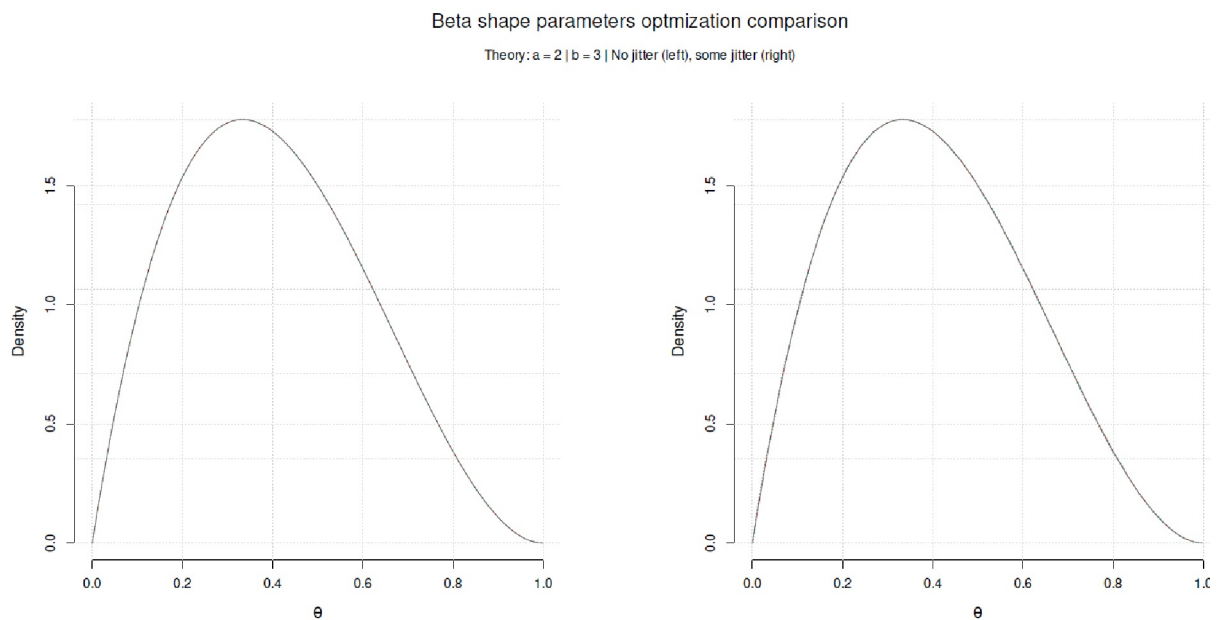 Beta shape parameters optmization comparison
Theory: a = 2 | b = 3 | No jitter (left), some jitter (right)
Density
1.5
1.0
0.5
0.0
0.0 0.2 0.4 0.6 0.8 1.0
θ
Density
1.5
1.0
0.5
0.0
0.0 0.2 0.4 0.6 0.8 1.0
θ